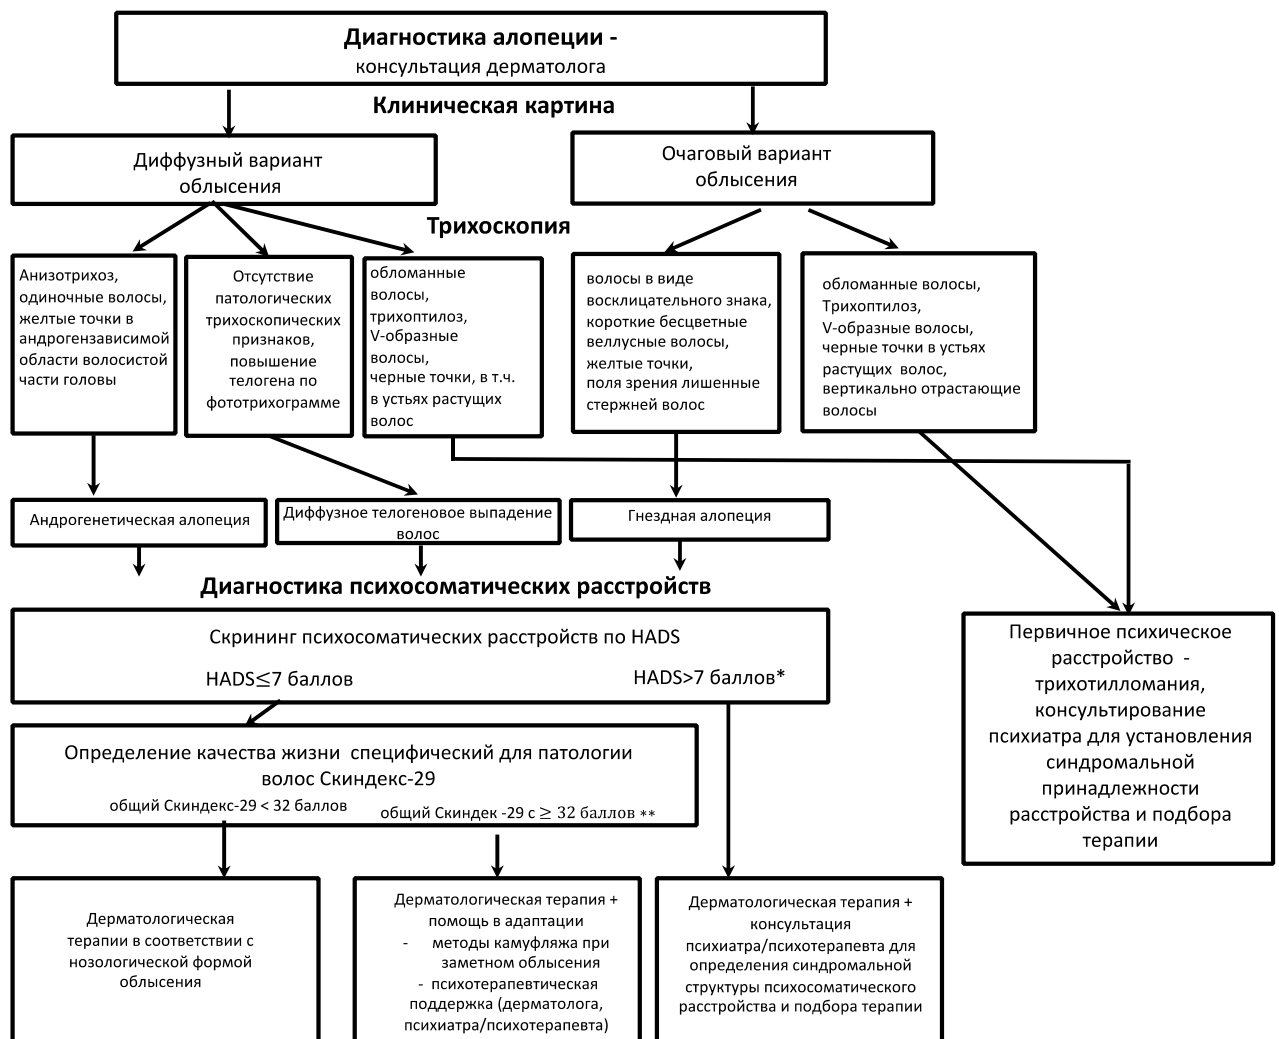 Диагностика алопеции -
консультация дерматолога
Клиническая картина
Диффузный вариант
облысения
Очаговый вариант
облысения
Трихоскопия
Анизотрихоз,
одиночные волосы,
желтые точки в
андрогензависимой
области волосистой
части головы
Отсутствие
патологических
трихоскопических
признаков,
повышение
телогена по
фототрихограмме
обломанные
волосы,
трихоптилоз,
V-образные
волосы,
черные точки, в т.ч.
в устьях растущих
волос
волосы в виде
восклицательного знака,
короткие бесцветные
веллусные волосы,
желтые точки,
поля зрения лишенные
стержней волос
обломанные волосы,
Трихоптилоз,
V-образные волосы,
черные точки в устьях
растущих волос,
вертикально отрастающие
волосы
Андрогенетическая алопеция
Диффузное телогеновое выпадение
волос
Гнездная алопеция
Диагностика психосоматических расстройств
Скрининг психосоматических расстройств по HADS
HADS≤7 баллов
HADS>7 баллов*
Первичное психическое
расстройство -
трихотилломания,
консультирование
психиатра для установления
синдромальной
принадлежности
расстройства и подбора
терапии
Определение качества жизни специфический для патологии
волос Скиндекс-29
общий Скиндекс-29 < 32 баллов
общий Скиндек -29 с ≥ 32 баллов **
Дерматологическая
терапии в соответствии с
нозологической формой
облысения
Дерматологическая терапия +
помощь в адаптации
- методы камуфляжа при
заметном облысения
- психотерапевтическая
поддержка (дерматолога,
психиатра/психотерапевта)
Дерматологическая терапия +
консультация
психиатра/психотерапевта для
определения синдромальной
структуры психосоматического
расстройства и подбора терапии